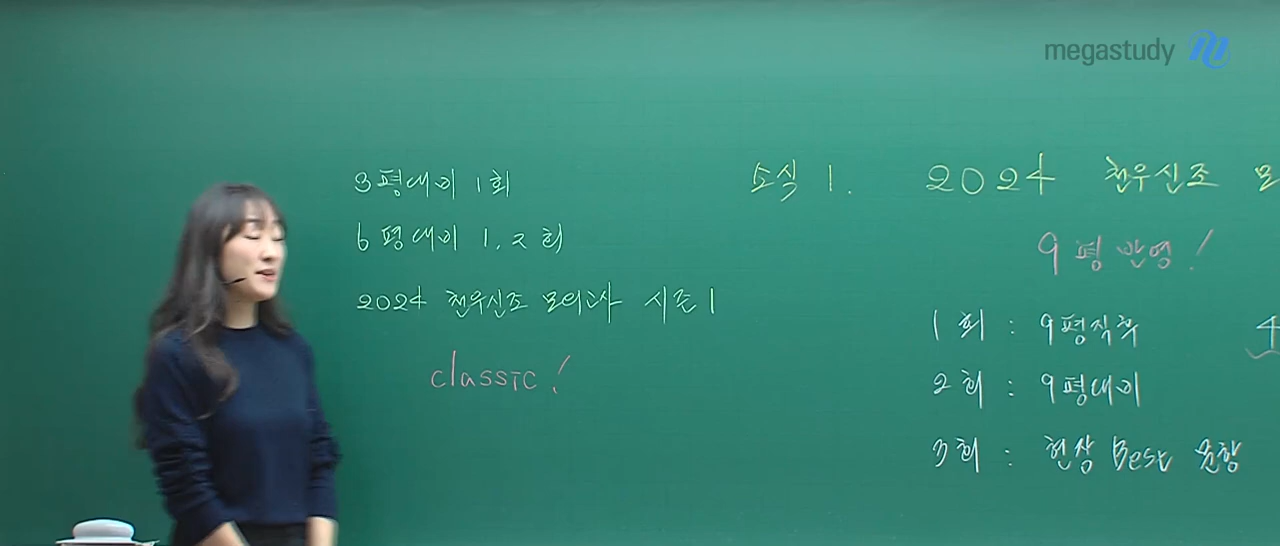 megastudy
3평대비 1회
6평대비 1, 2회
2024 천우신조 모의고사 시즌1
classic!
소식 1.
2024 천우신조 모
9평 반영!
1회 : 9평직후
2회 : 9평대비
3회 : 현장 Best 문항